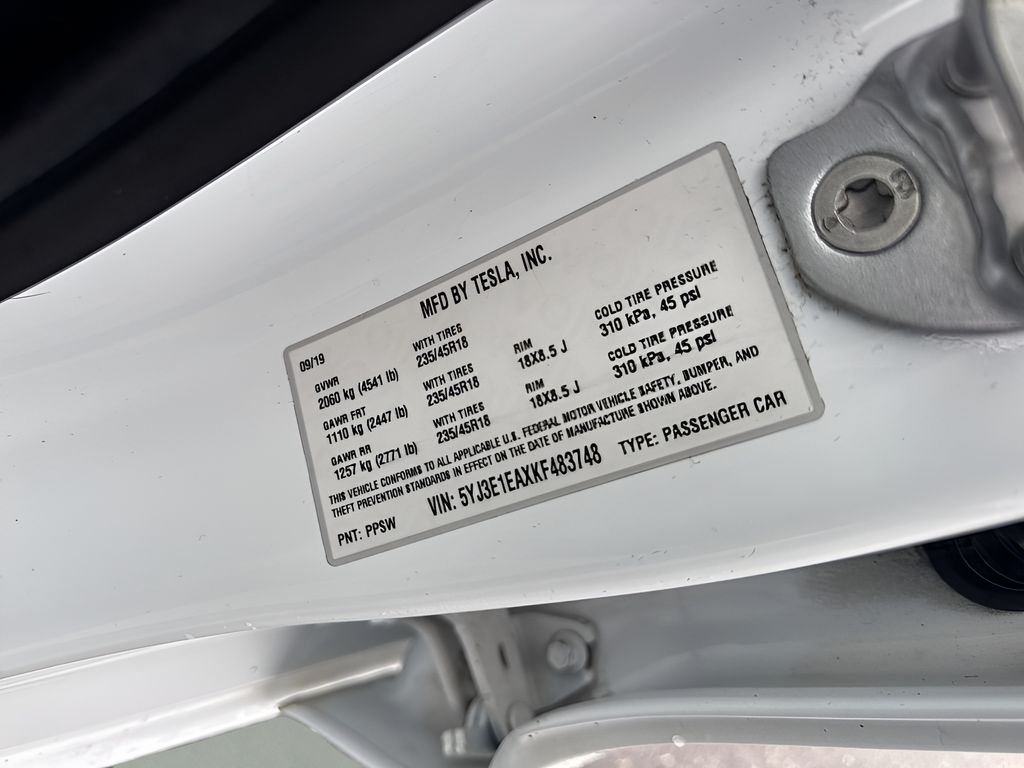 MFD BY TESLA, INC.
09/19
GVWR WITH TIRES
2060 kg (4541 lb) 235/45R18
GAWR FRT WITH TIRES RIM COLD TIRE PRESSURE
1110 kg (2447 lb) 235/45R18 18X8.5 J 310 kPa, 45 psi
GAWR RR WITH TIRES RIM COLD TIRE PRESSURE
1257 kg (2771 lb) 235/45R18 18X8.5 J 310 kPa, 45 psi
THIS VEHICLE CONFORMS TO ALL APPLICABLE U.S. FEDERAL MOTOR VEHICLE SAFETY, BUMPER, AND
THEFT PREVENTION STANDARDS IN EFFECT ON THE DATE OF MANUFACTURE SHOWN ABOVE.
PNT: PPSW VIN: 5YJ3E1EAXKF483748 TYPE: PASSENGER CAR